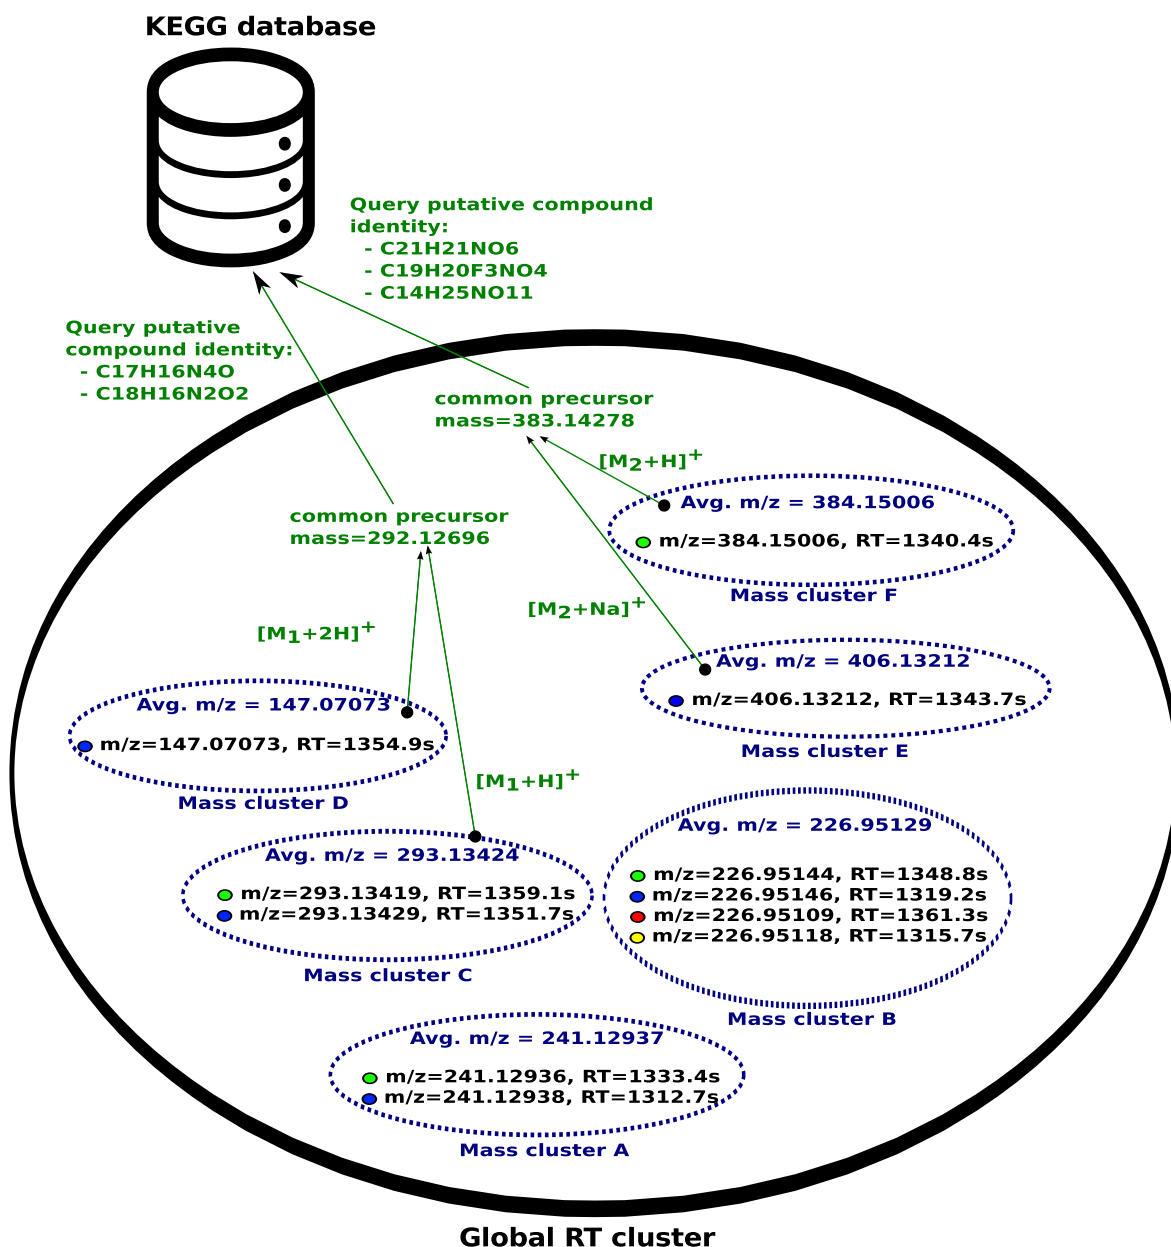 KEGG database
Query putative compound
identity:
- C21H21NO6
- C19H20F3NO4
- C14H25NO11
Query putative
compound identity:
- C17H16N4O
- C18H16N2O2
common precursor
mass=383.14278
[M2+H]+
Avg. m/z = 384.15006
m/z=384.15006, RT=1340.4s
Mass cluster F
common precursor
mass=292.12696
[M2+Na]+
[M1+2H]+
Avg. m/z = 406.13212
m/z=406.13212, RT=1343.7s
Mass cluster E
Avg. m/z = 147.07073
m/z=147.07073, RT=1354.9s
Mass cluster D
[M1+H]+
Avg. m/z = 293.13424
m/z=293.13419, RT=1359.1s
m/z=293.13429, RT=1351.7s
Mass cluster C
Avg. m/z = 226.95129
m/z=226.95144, RT=1348.8s
m/z=226.95146, RT=1319.2s
m/z=226.95109, RT=1361.3s
m/z=226.95118, RT=1315.7s
Mass cluster B
Avg. m/z = 241.12937
m/z=241.12936, RT=1333.4s
m/z=241.12938, RT=1312.7s
Mass cluster A
Global RT cluster